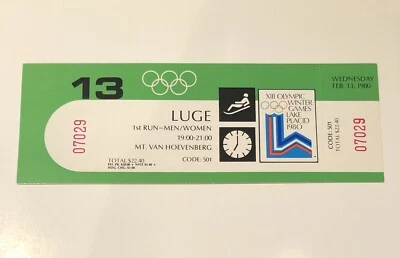 13
07029
LUGE
1st RUN–MEN/WOMEN
19:00-21:00
MT. VAN HOEVENBERG
TOTAL $22.40
CODE: 501
XIII OLYMPIC
WINTER
GAMES
LAKE
PLACID
1980
WEDNESDAY
FEB 13, 1980
CODE: 501
TOTAL $22.40
07029